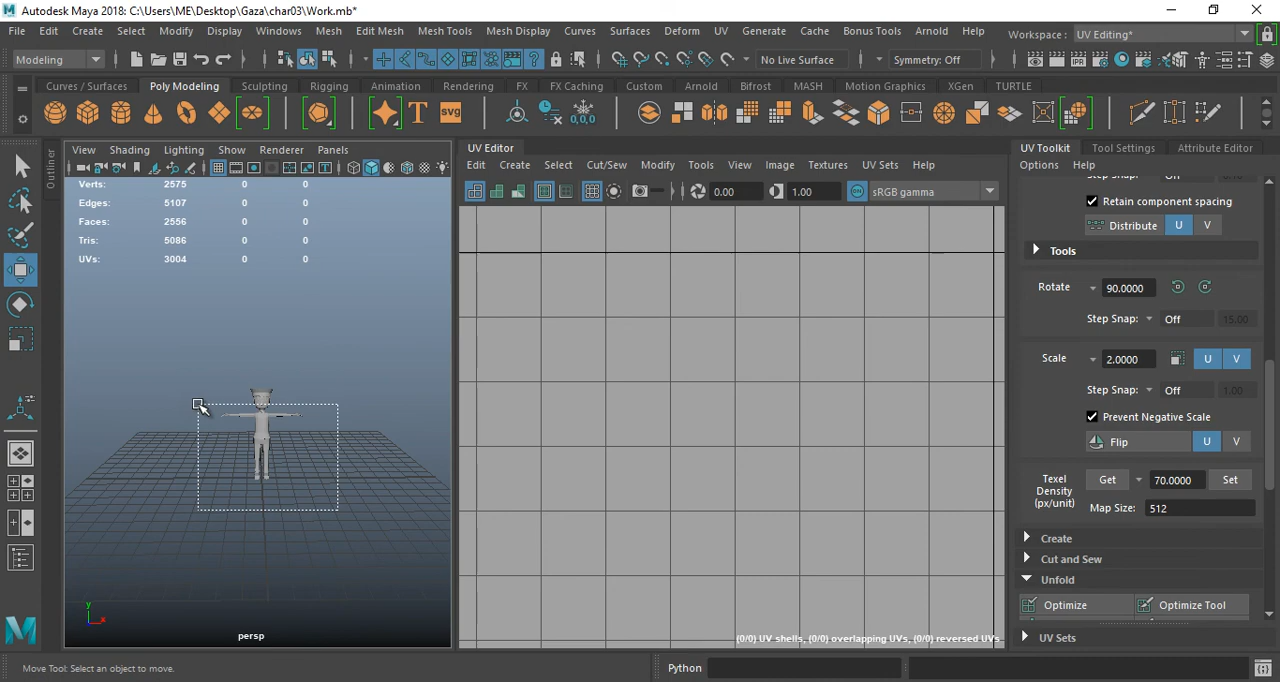 Autodesk Maya 2018: C:\Users\ME\Desktop\Gaza\char03\Work.mb*
File Edit Create Select Modify Display Windows Mesh Edit Mesh Mesh Tools Mesh Display Curves Surfaces Deform UV Generate Cache Bonus Tools Arnold Help Workspace: UV Editing*
Modeling No Live Surface Symmetry: Off
Curves / Surfaces Poly Modeling Sculpting Rigging Animation Rendering FX FX Caching Custom Arnold Bifrost MASH Motion Graphics XGen TURTLE
Outliner
View Shading Lighting Show Renderer Panels
Verts: 2575 0 0
Edges: 5107 0 0
Faces: 2556 0 0
Tris: 5086 0 0
UVs: 3004 0 0
y
x
persp
UV Editor
Edit Create Select Cut/Sew Modify Tools View Image Textures UV Sets Help
0.00 1.00 ON sRGB gamma
(0/0) UV shells, (0/0) overlapping UVs, (0/0) reversed UVs
UV Toolkit Tool Settings Attribute Editor
Options Help
Step Snap: Off
Retain component spacing
Distribute U V
Tools
Rotate 90.0000
Step Snap: Off 15.00
Scale 2.0000 U V
Step Snap: Off 1.00
Prevent Negative Scale
Flip U V
Texel Density (px/unit) Get 70.0000 Set
Map Size: 512
Create
Cut and Sew
Unfold
Optimize Optimize Tool
UV Sets
Move Tool: Select an object to move.
Python